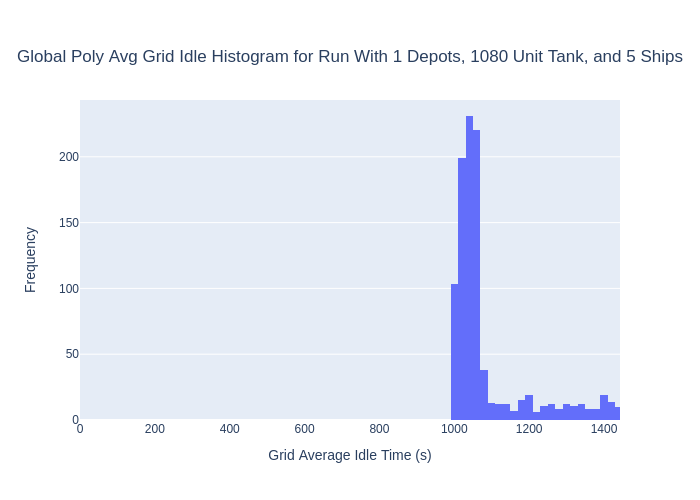 Global Poly Avg Grid Idle Histogram for Run With 1 Depots, 1080 Unit Tank, and 5 Ships
200
150
100
50
0
Frequency
0 200 400 600 800 1000 1200 1400
Grid Average Idle Time (s)